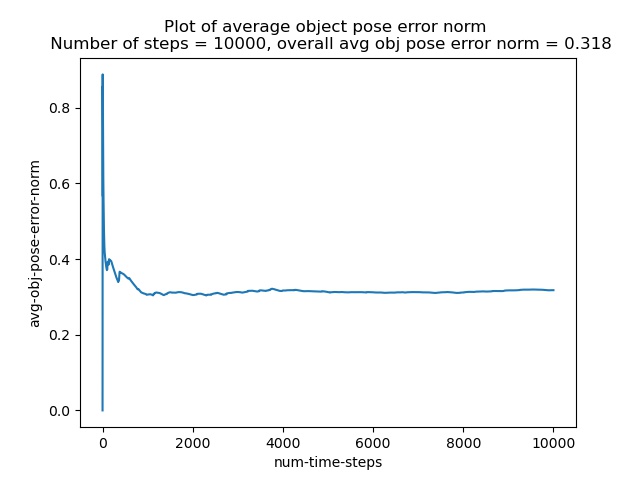 Plot of average object pose error norm
Number of steps = 10000, overall avg obj pose error norm = 0.318
avg-obj-pose-error-norm
0.8
0.6
0.4
0.2
0.0
0 2000 4000 6000 8000 10000
num-time-steps